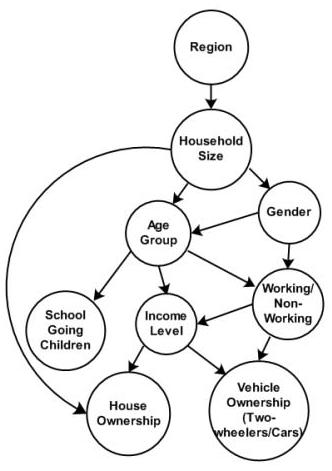 Region
Household
Size
Gender
Age
Group
Working/
Non-
Working
School
Going
Children
Income
Level
House
Ownership
Vehicle
Ownership
(Two-
wheelers/Cars)